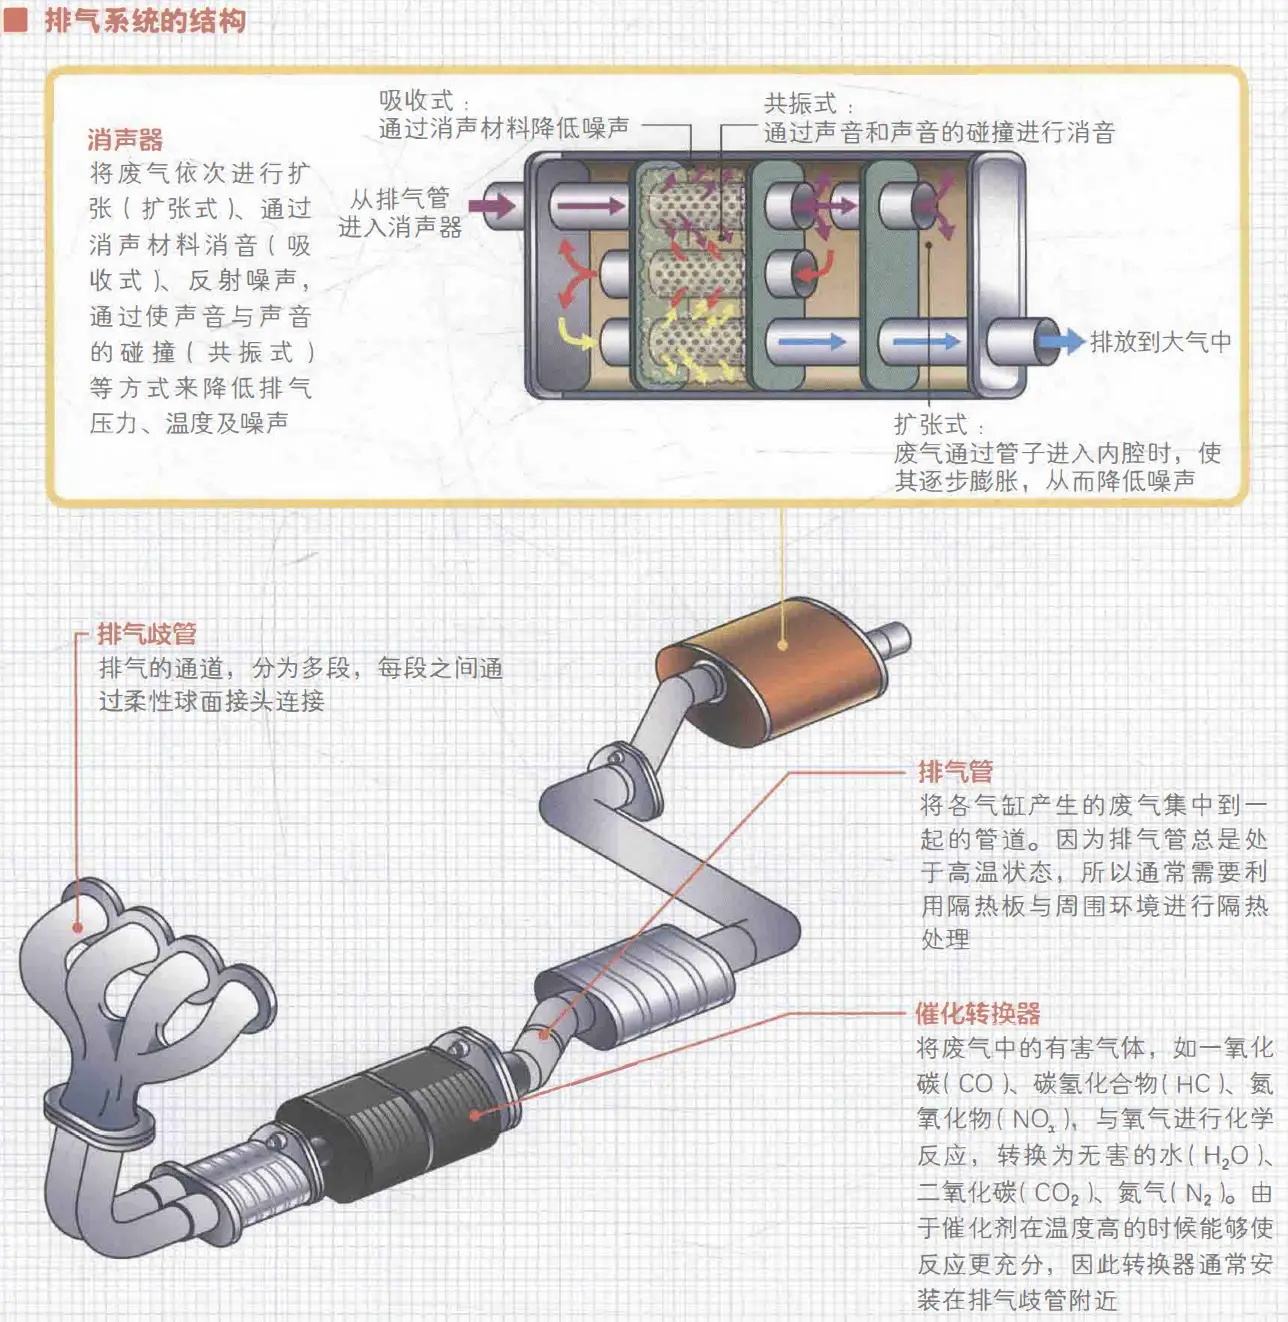 排气系统的结构
吸收式：
通过消声材料降低噪声
共振式：
通过声音和声音的碰撞进行消音
消声器
将废气依次进行扩
张（扩张式）、通过
消声材料消音（吸
收式）、反射噪声，
通过使声音与声音
的碰撞（共振式）
等方式来降低排气
压力、温度及噪声
从排气管
进入消声器
排放到大气中
扩张式：
废气通过管子进入内腔时，使
其逐步膨胀，从而降低噪声
排气歧管
排气的通道，分为多段，每段之间通
过柔性球面接头连接
排气管
将各气缸产生的废气集中到一
起的管道。因为排气管总是处
于高温状态，所以通常需要利
用隔热板与周围环境进行隔热
处理
催化转换器
将废气中的有害气体，如一氧化
碳（CO）、碳氢化合物（HC）、氮
氧化物（NOₓ），与氧气进行化学
反应，转换为无害的水（H₂O）、
二氧化碳（CO₂）、氮气（N₂）。由
于催化剂在温度高的时候能够使
反应更充分，因此转换器通常安
装在排气歧管附近